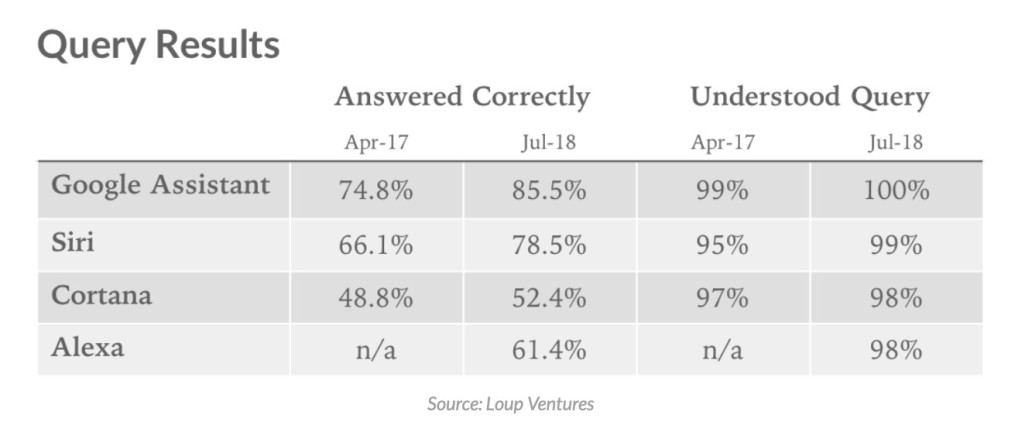 Query Results
Answered Correctly Understood Query
Apr-17 Jul-18 Apr-17 Jul-18
Google Assistant 74.8% 85.5% 99% 100%
Siri 66.1% 78.5% 95% 99%
Cortana 48.8% 52.4% 97% 98%
Alexa n/a 61.4% n/a 98%
Source: Loup Ventures